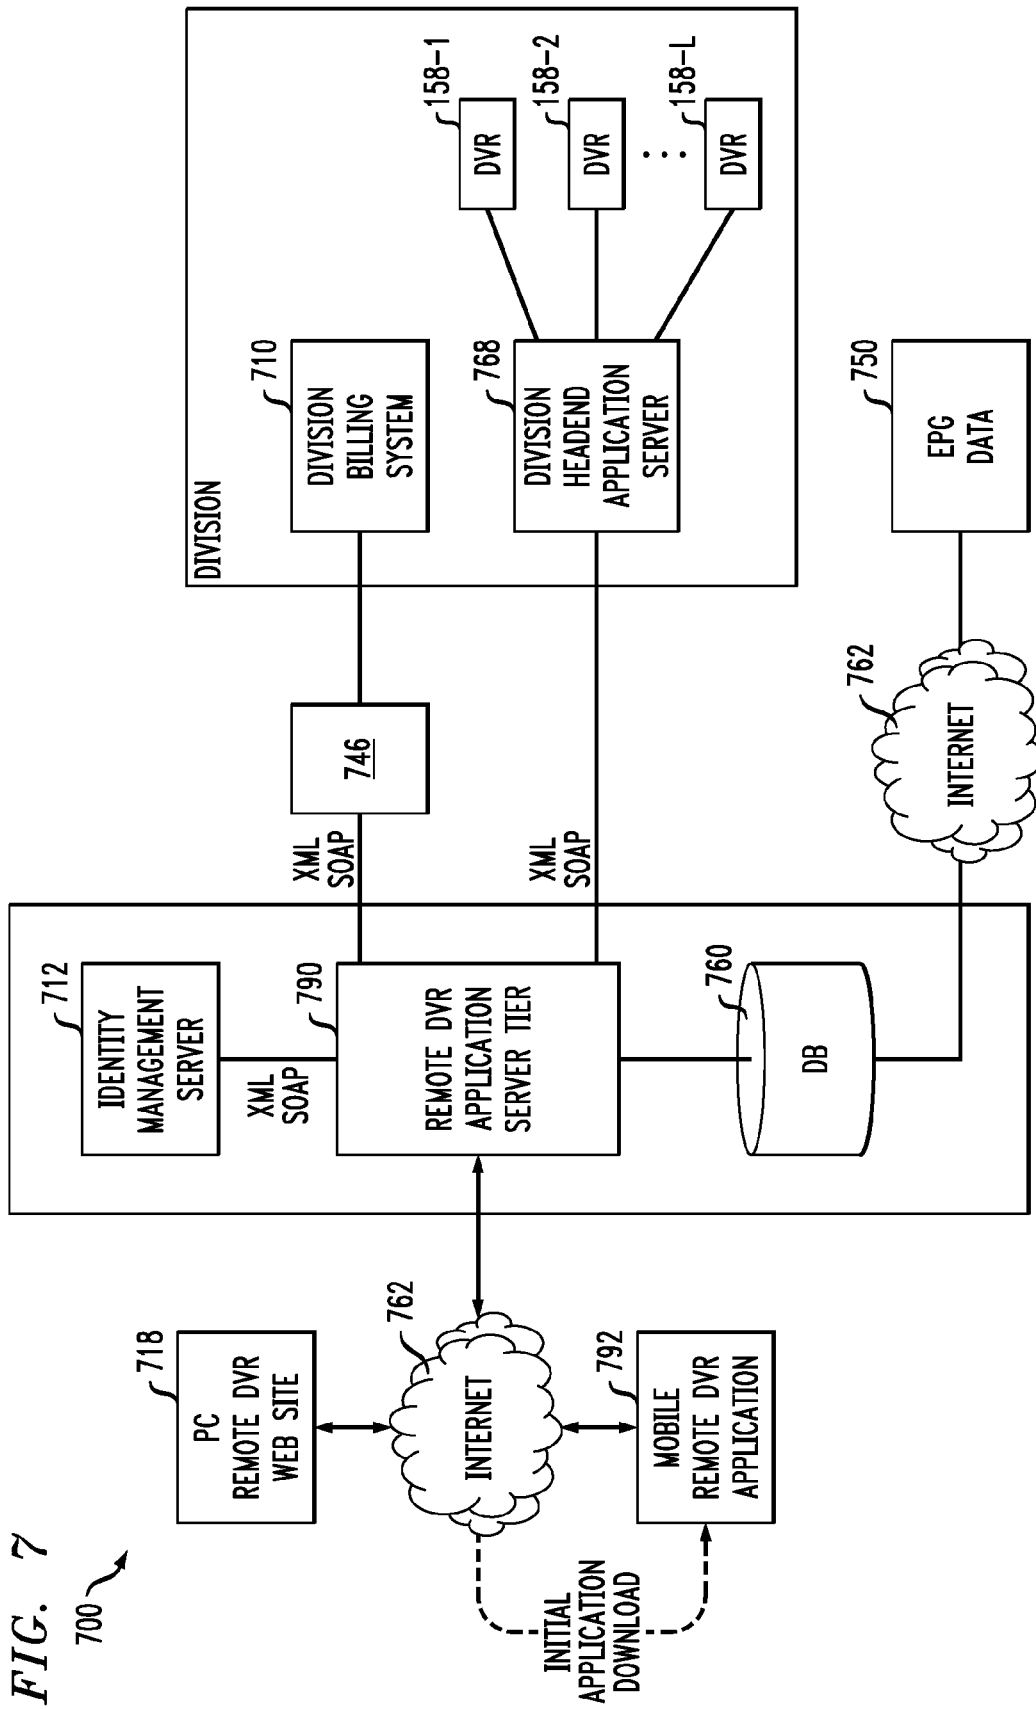 FIG. 7
700
718
PC
REMOTE DVR
WEB SITE
762
INTERNET
792
MOBILE
REMOTE DVR
APPLICATION
INITIAL
APPLICATION
DOWNLOAD
712
IDENTITY
MANAGEMENT
SERVER
XML
SOAP
790
REMOTE DVR
APPLICATION
SERVER TIER
760
DB
XML
SOAP
746
XML
SOAP
762
INTERNET
DIVISION
710
DIVISION
BILLING
SYSTEM
768
DIVISION
HEADEND
APPLICATION
SERVER
158-1
DVR
158-2
DVR
158-L
DVR
750
EPG
DATA